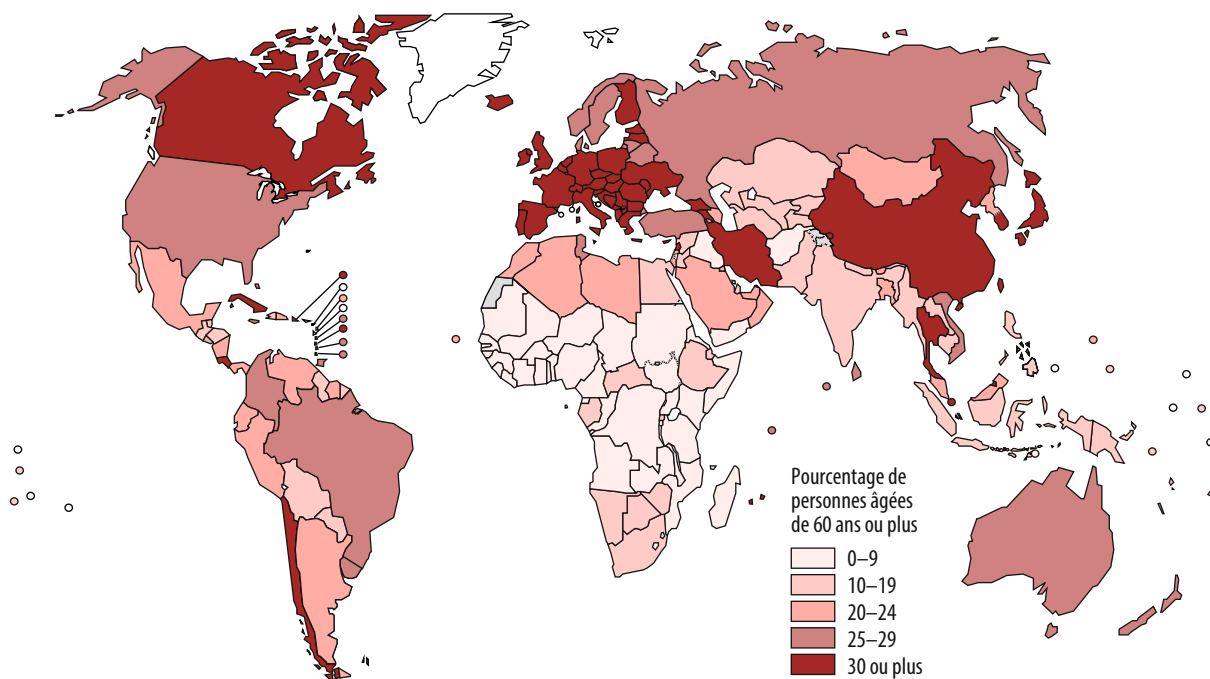 Pourcentage de
personnes âgées
de 60 ans ou plus
0–9
10–19
20–24
25–29
30 ou plus